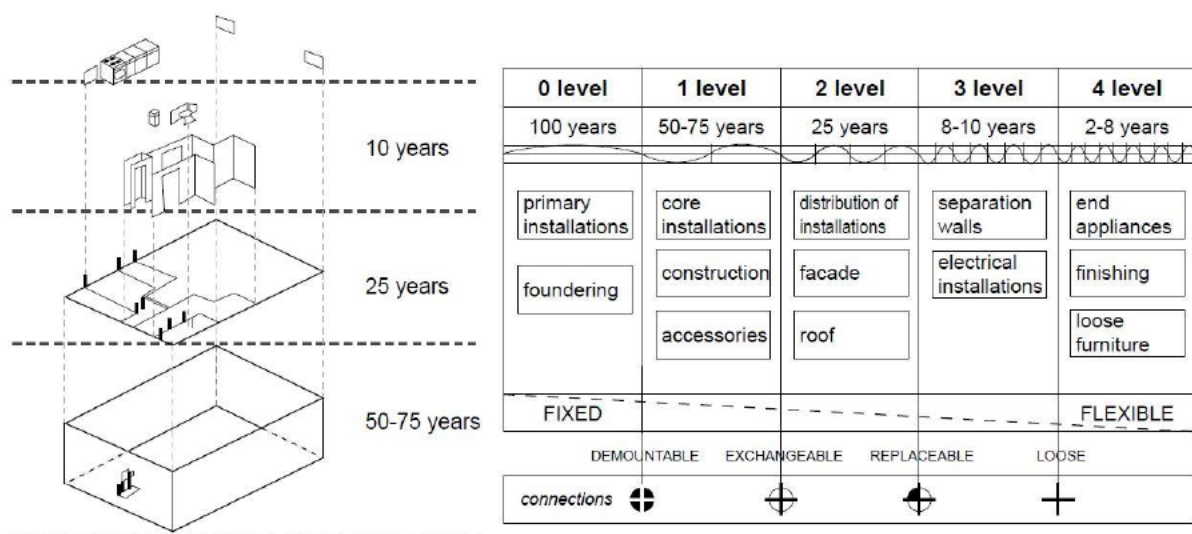 10 years
25 years
50-75 years
0 level
1 level
2 level
3 level
4 level
100 years
50-75 years
25 years
8-10 years
2-8 years
primary
installations
core
installations
distribution of
installations
separation
walls
end
appliances
foundering
construction
facade
electrical
installations
finishing
accessories
roof
loose
furniture
FIXED
FLEXIBLE
DEMOUNTABLE
EXCHANGEABLE
REPLACEABLE
LOOSE
connections